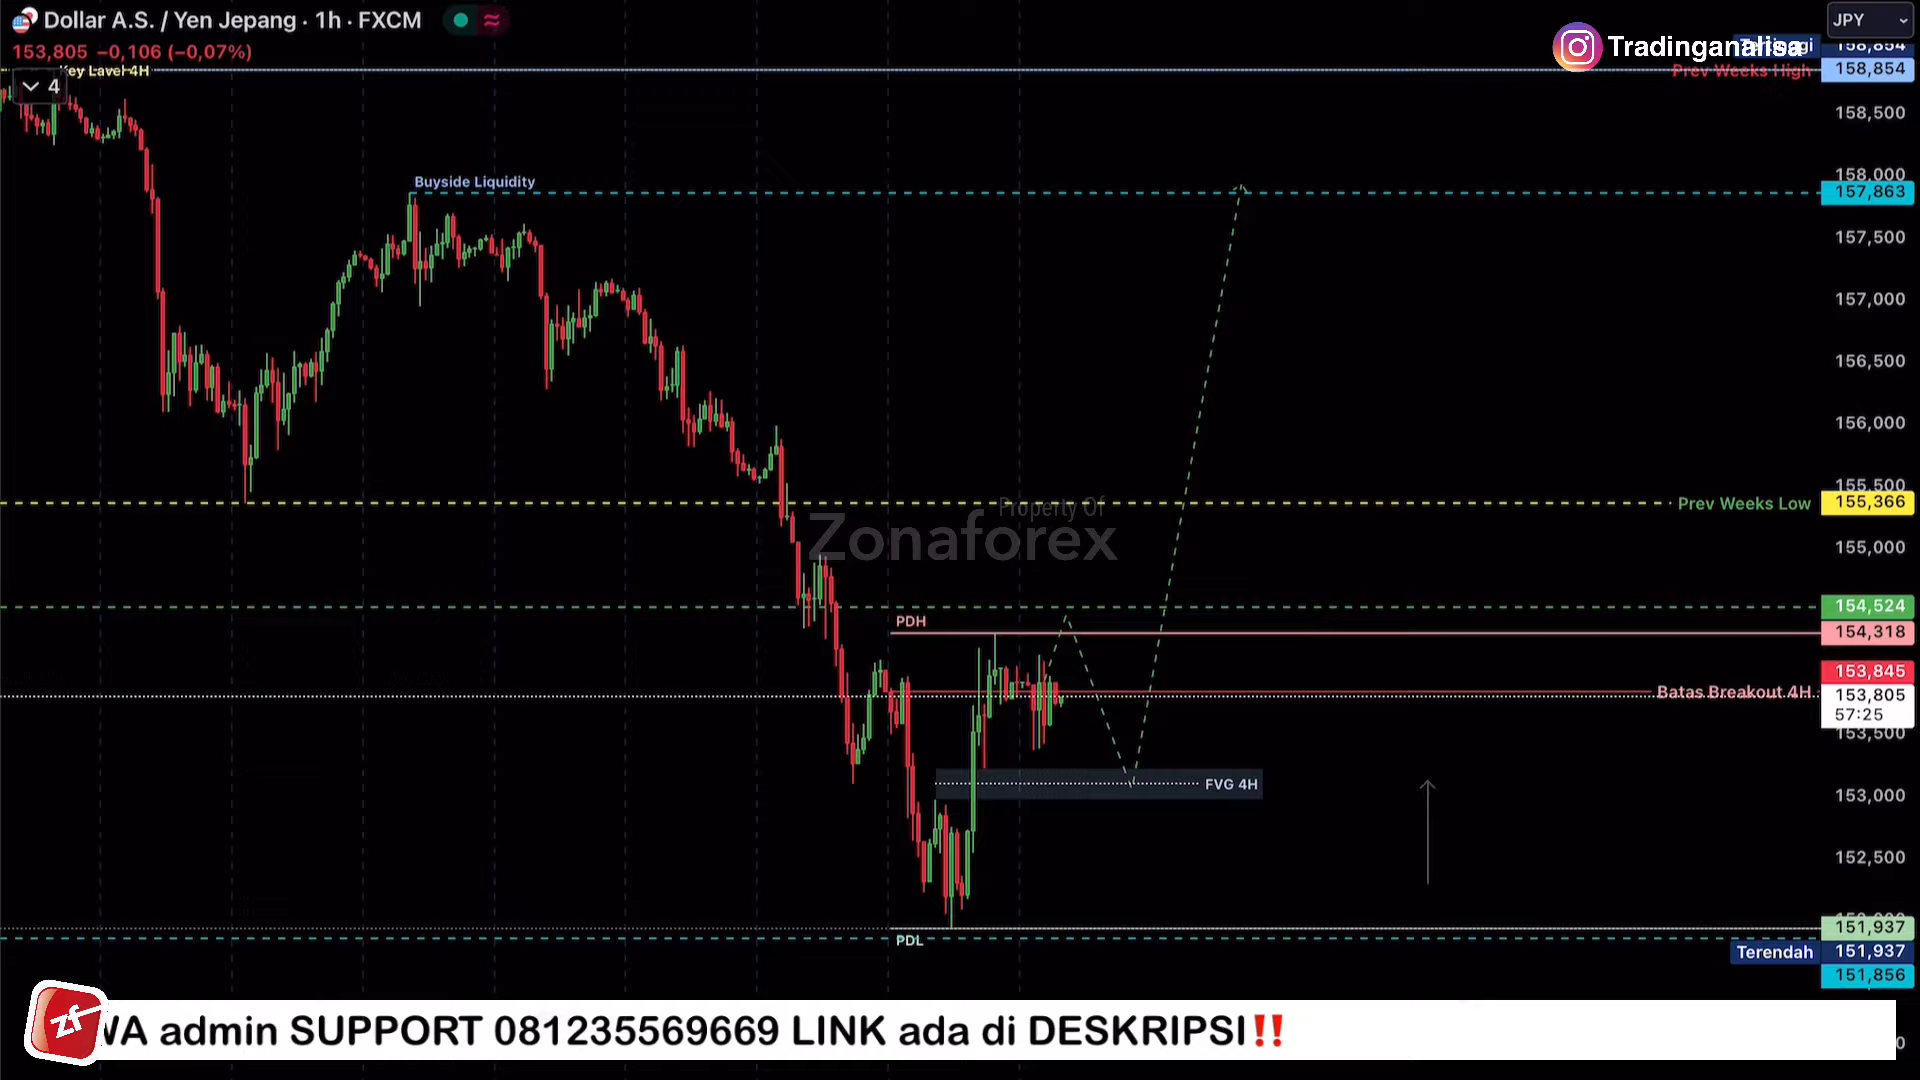 Dollar A.S. / Yen Jepang · 1h · FXCM
JPY
153,805 −0,106 (−0,07%)
Tradinganalisa
158,854
Key Level 4H
Prev Weeks High
158,854
4
158,500
Buyside Liquidity
158,000
157,863
157,500
157,000
156,500
156,000
155,500
Prev Weeks Low
155,366
Property Of
Zonaforex
155,000
154,524
PDH
154,318
153,845
Batas Breakout 4H
153,805
57:25
153,500
FVG 4H
153,000
152,500
151,937
PDL
Terendah
151,937
151,856
zf
WA admin SUPPORT 081235569669 LINK ada di DESKRIPSI‼️